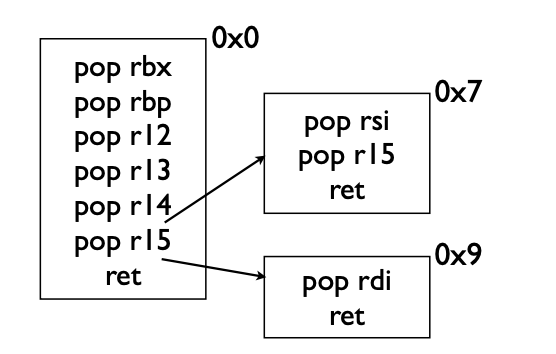 0x0
pop rbx
pop rbp
pop r12
pop r13
pop r14
pop r15
ret
0x7
pop rsi
pop r15
ret
0x9
pop rdi
ret